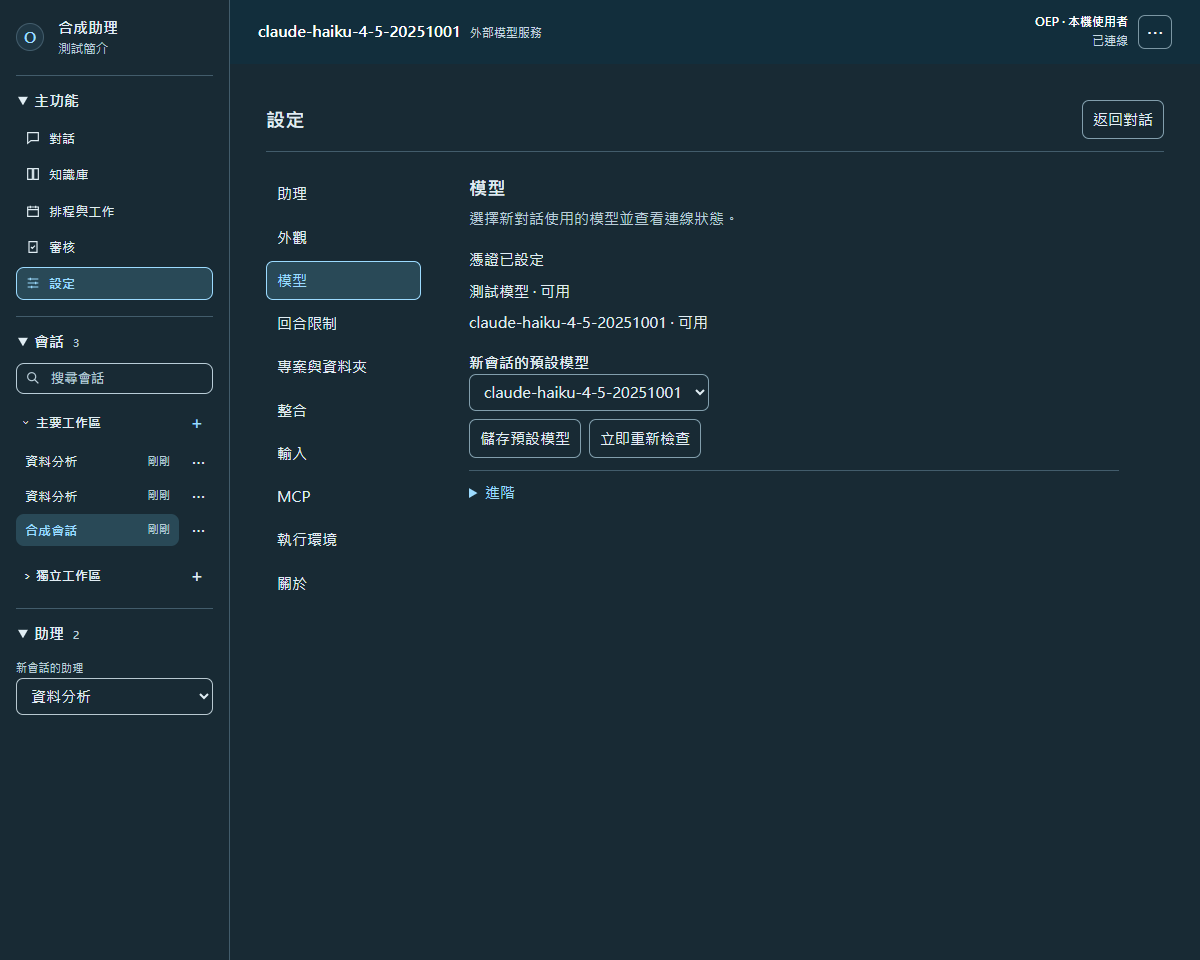 O
合成助理
測試簡介
主功能
對話
知識庫
排程與工作
審核
設定
會話 3
搜尋會話
主要工作區 +
資料分析 剛剛 ...
資料分析 剛剛 ...
合成會話 剛剛 ...
獨立工作區 +
助理 2
新會話的助理
資料分析
claude-haiku-4-5-20251001 外部模型服務
OEP · 本機使用者
已連線
...
設定
返回對話
助理
外觀
模型
回合限制
專案與資料夾
整合
輸入
MCP
執行環境
關於
模型
選擇新對話使用的模型並查看連線狀態。
憑證已設定
測試模型 · 可用
claude-haiku-4-5-20251001 · 可用
新會話的預設模型
claude-haiku-4-5-20251001
儲存預設模型 立即重新檢查
進階